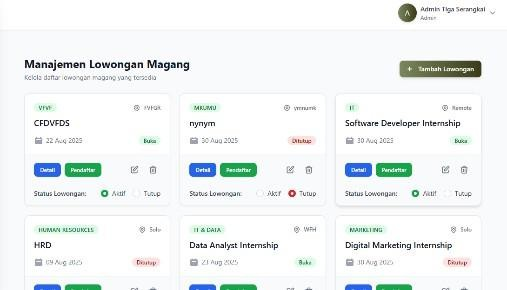 A
Admin Tiga Serangkai
Admin
Manajemen Lowongan Magang
Kelola daftar lowongan magang yang tersedia
+ Tambah Lowongan
VFVF
FVFGR
CFDVFDS
22 Aug 2025
Buka
Detail
Pendaftar
Status Lowongan:
Aktif
Tutup
MKUMU
ymnumk
nynym
30 Aug 2025
Ditutup
Detail
Pendaftar
Status Lowongan:
Aktif
Tutup
IT
Remote
Software Developer Internship
30 Aug 2025
Buka
Detail
Pendaftar
Status Lowongan:
Aktif
Tutup
HUMAN RESOURCES
Solo
HRD
09 Aug 2025
Ditutup
IT & DATA
WFH
Data Analyst Internship
23 Aug 2025
Buka
MARKETING
Solo
Digital Marketing Internship
30 Aug 2025
Ditutup